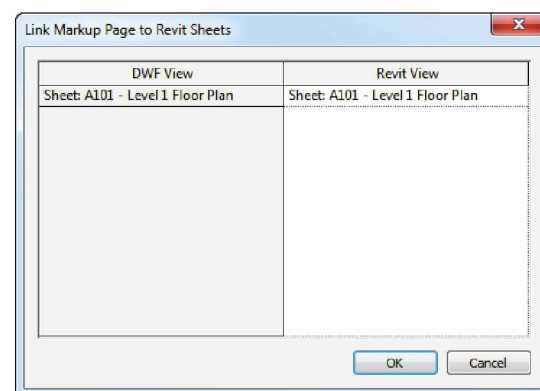 Link Markup Page to Revit Sheets
DWF View Revit View
Sheet: A101 - Level 1 Floor Plan Sheet: A101 - Level 1 Floor Plan
OK Cancel